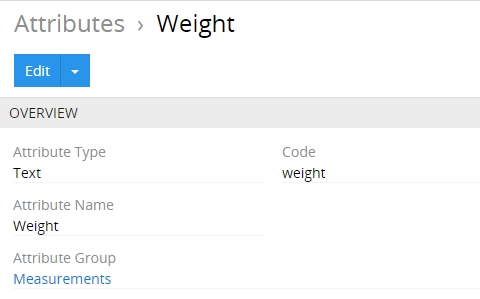 Attributes › Weight
Edit
OVERVIEW
Attribute Type
Text
Code
weight
Attribute Name
Weight
Attribute Group
Measurements